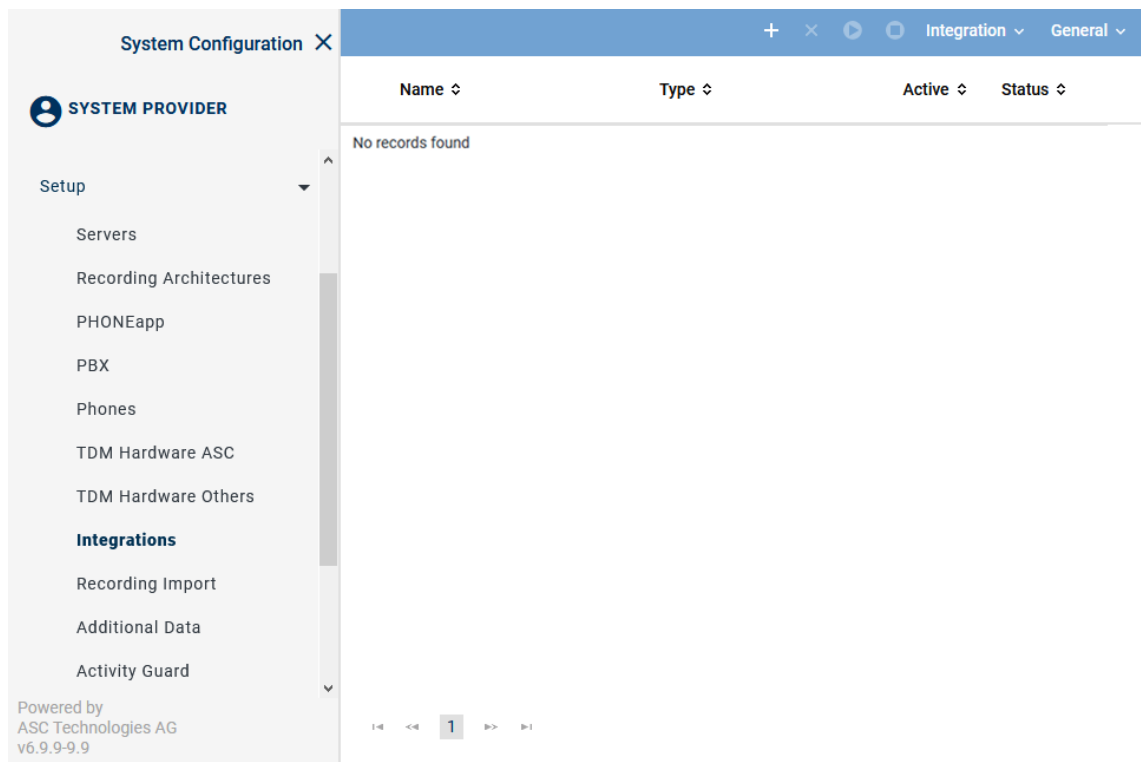 System Configuration
SYSTEM PROVIDER
Setup
Servers
Recording Architectures
PHONEapp
PBX
Phones
TDM Hardware ASC
TDM Hardware Others
Integrations
Recording Import
Additional Data
Activity Guard
Powered by
ASC Technologies AG
v6.9.9-9.9
Integration General
Name Type Active Status
No records found
1